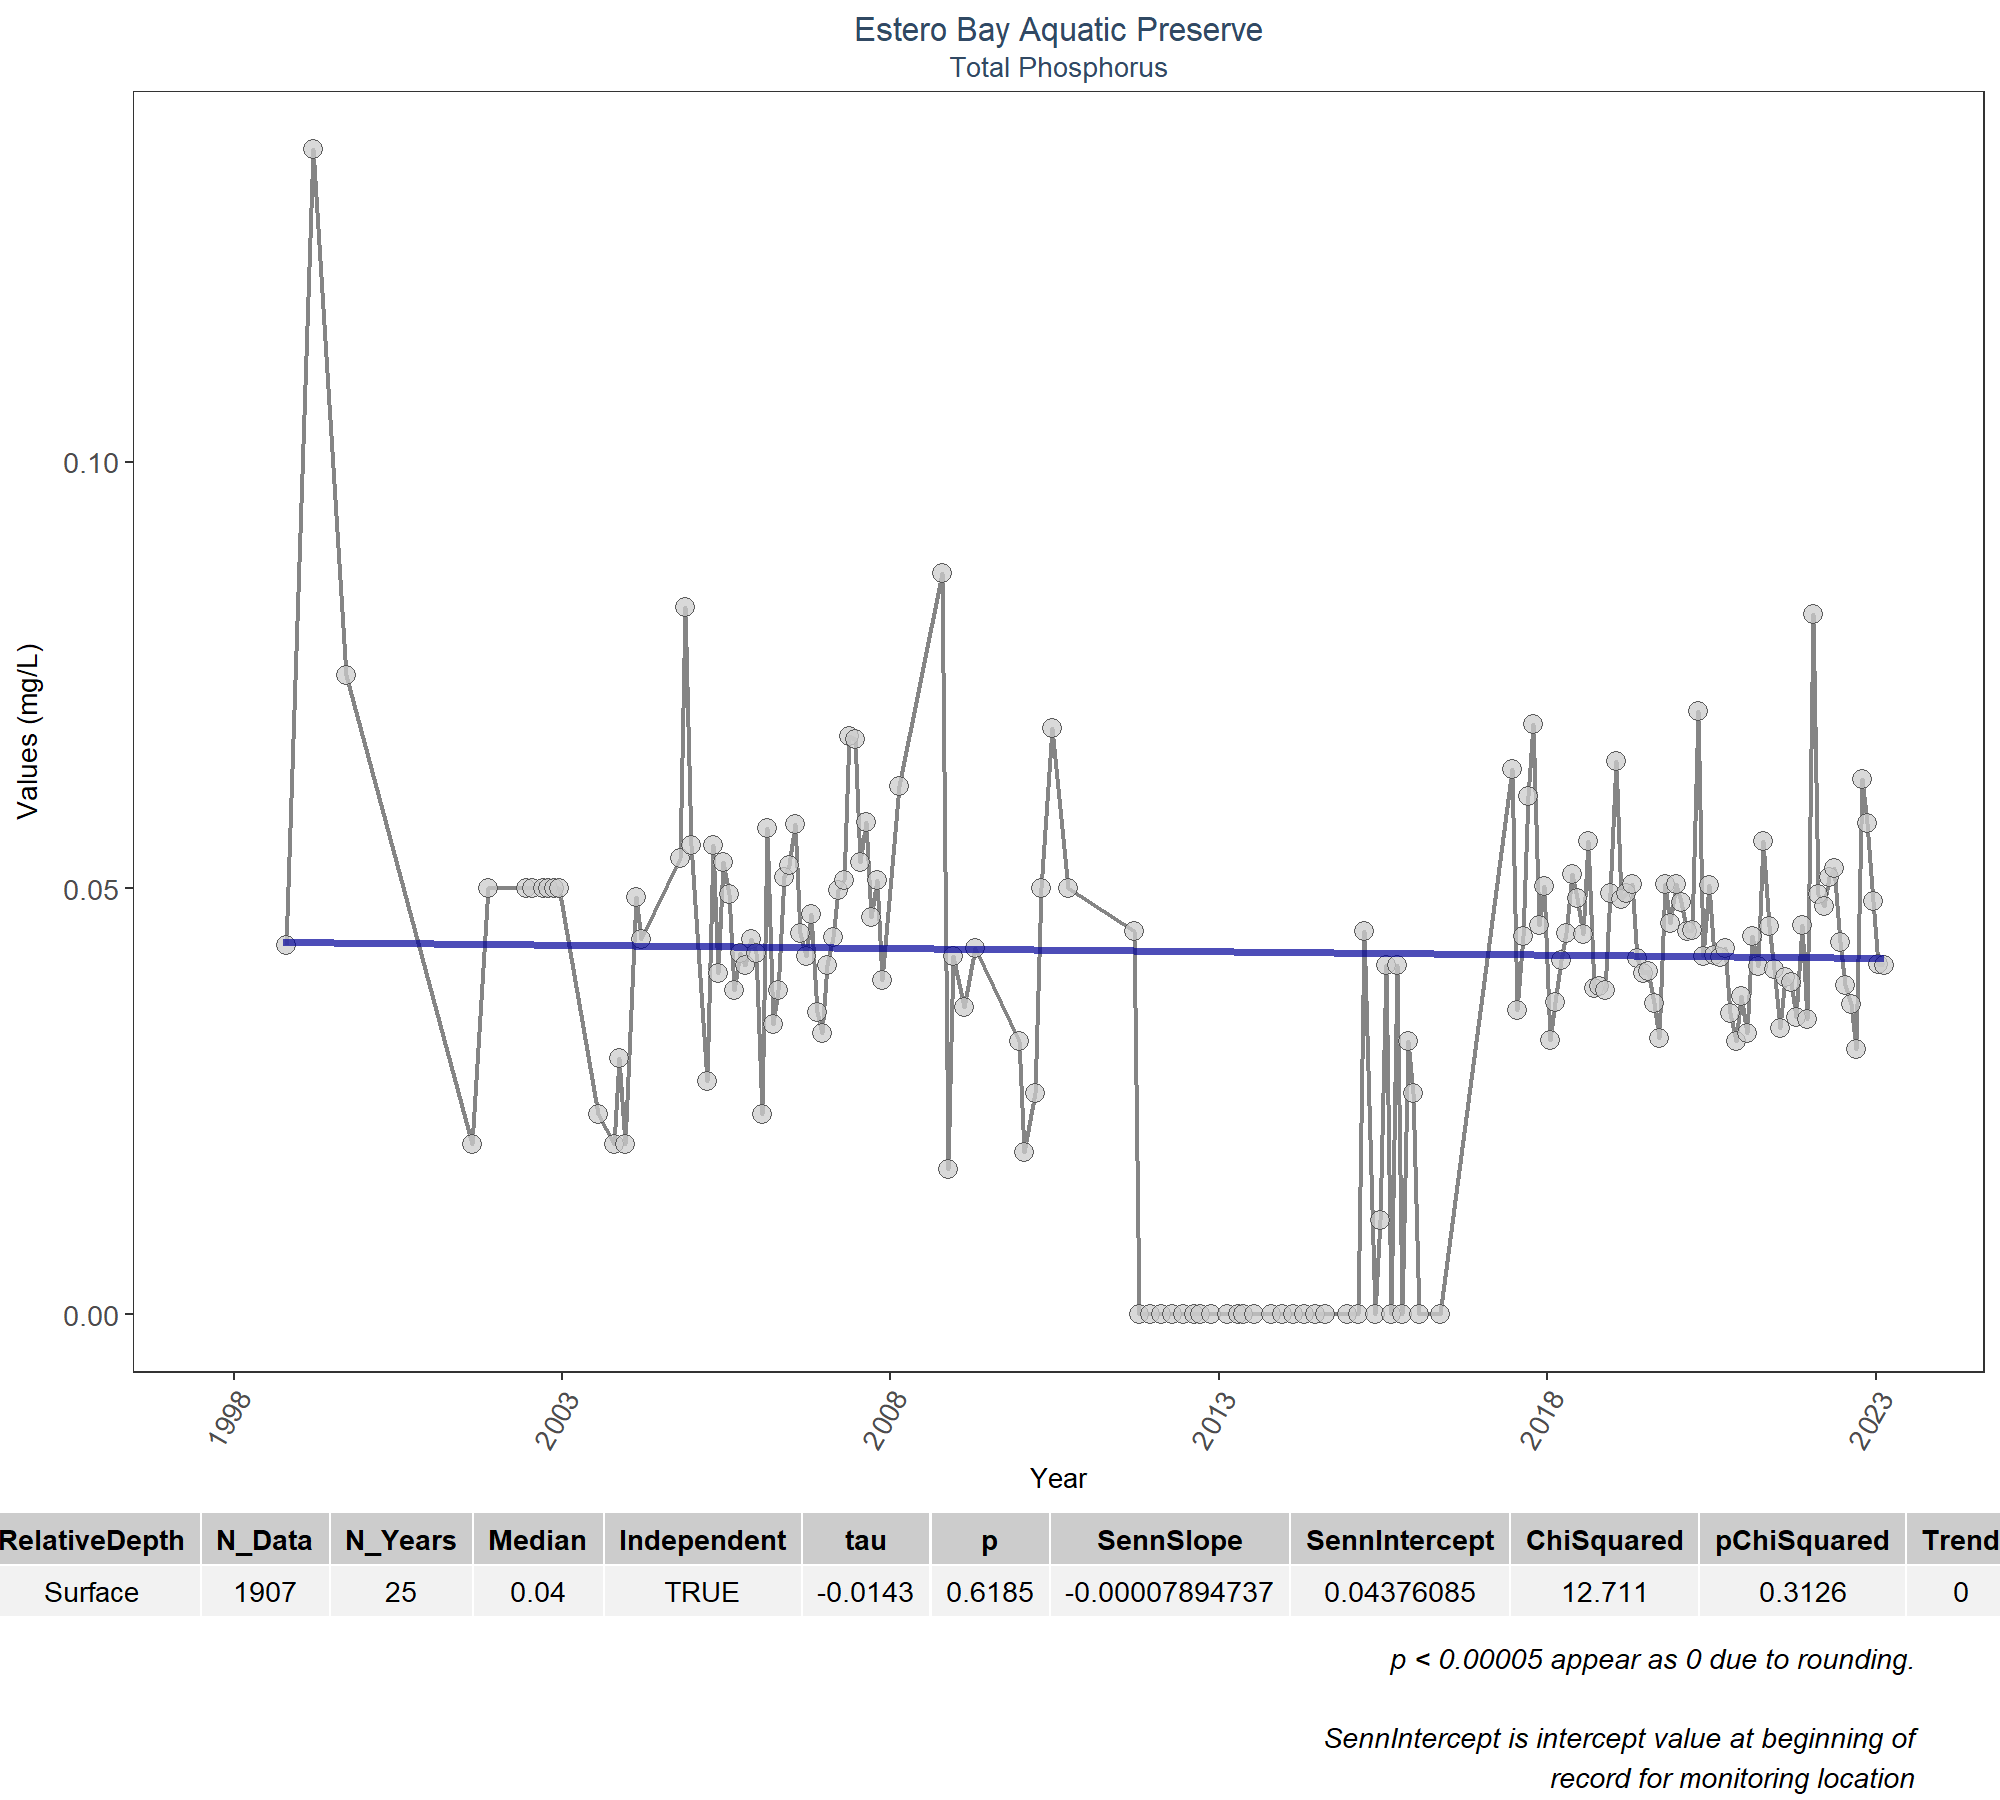 Estero Bay Aquatic Preserve
Total Phosphorus
Values (mg/L)
0.10
0.05
0.00
1998 2003 2008 2013 2018 2023
Year
RelativeDepth N_Data N_Years Median Independent tau p SennSlope SennIntercept ChiSquared pChiSquared Trend
Surface 1907 25 0.04 TRUE -0.0143 0.6185 -0.00007894737 0.04376085 12.711 0.3126 0
p < 0.00005 appear as 0 due to rounding.
SennIntercept is intercept value at beginning of
record for monitoring location